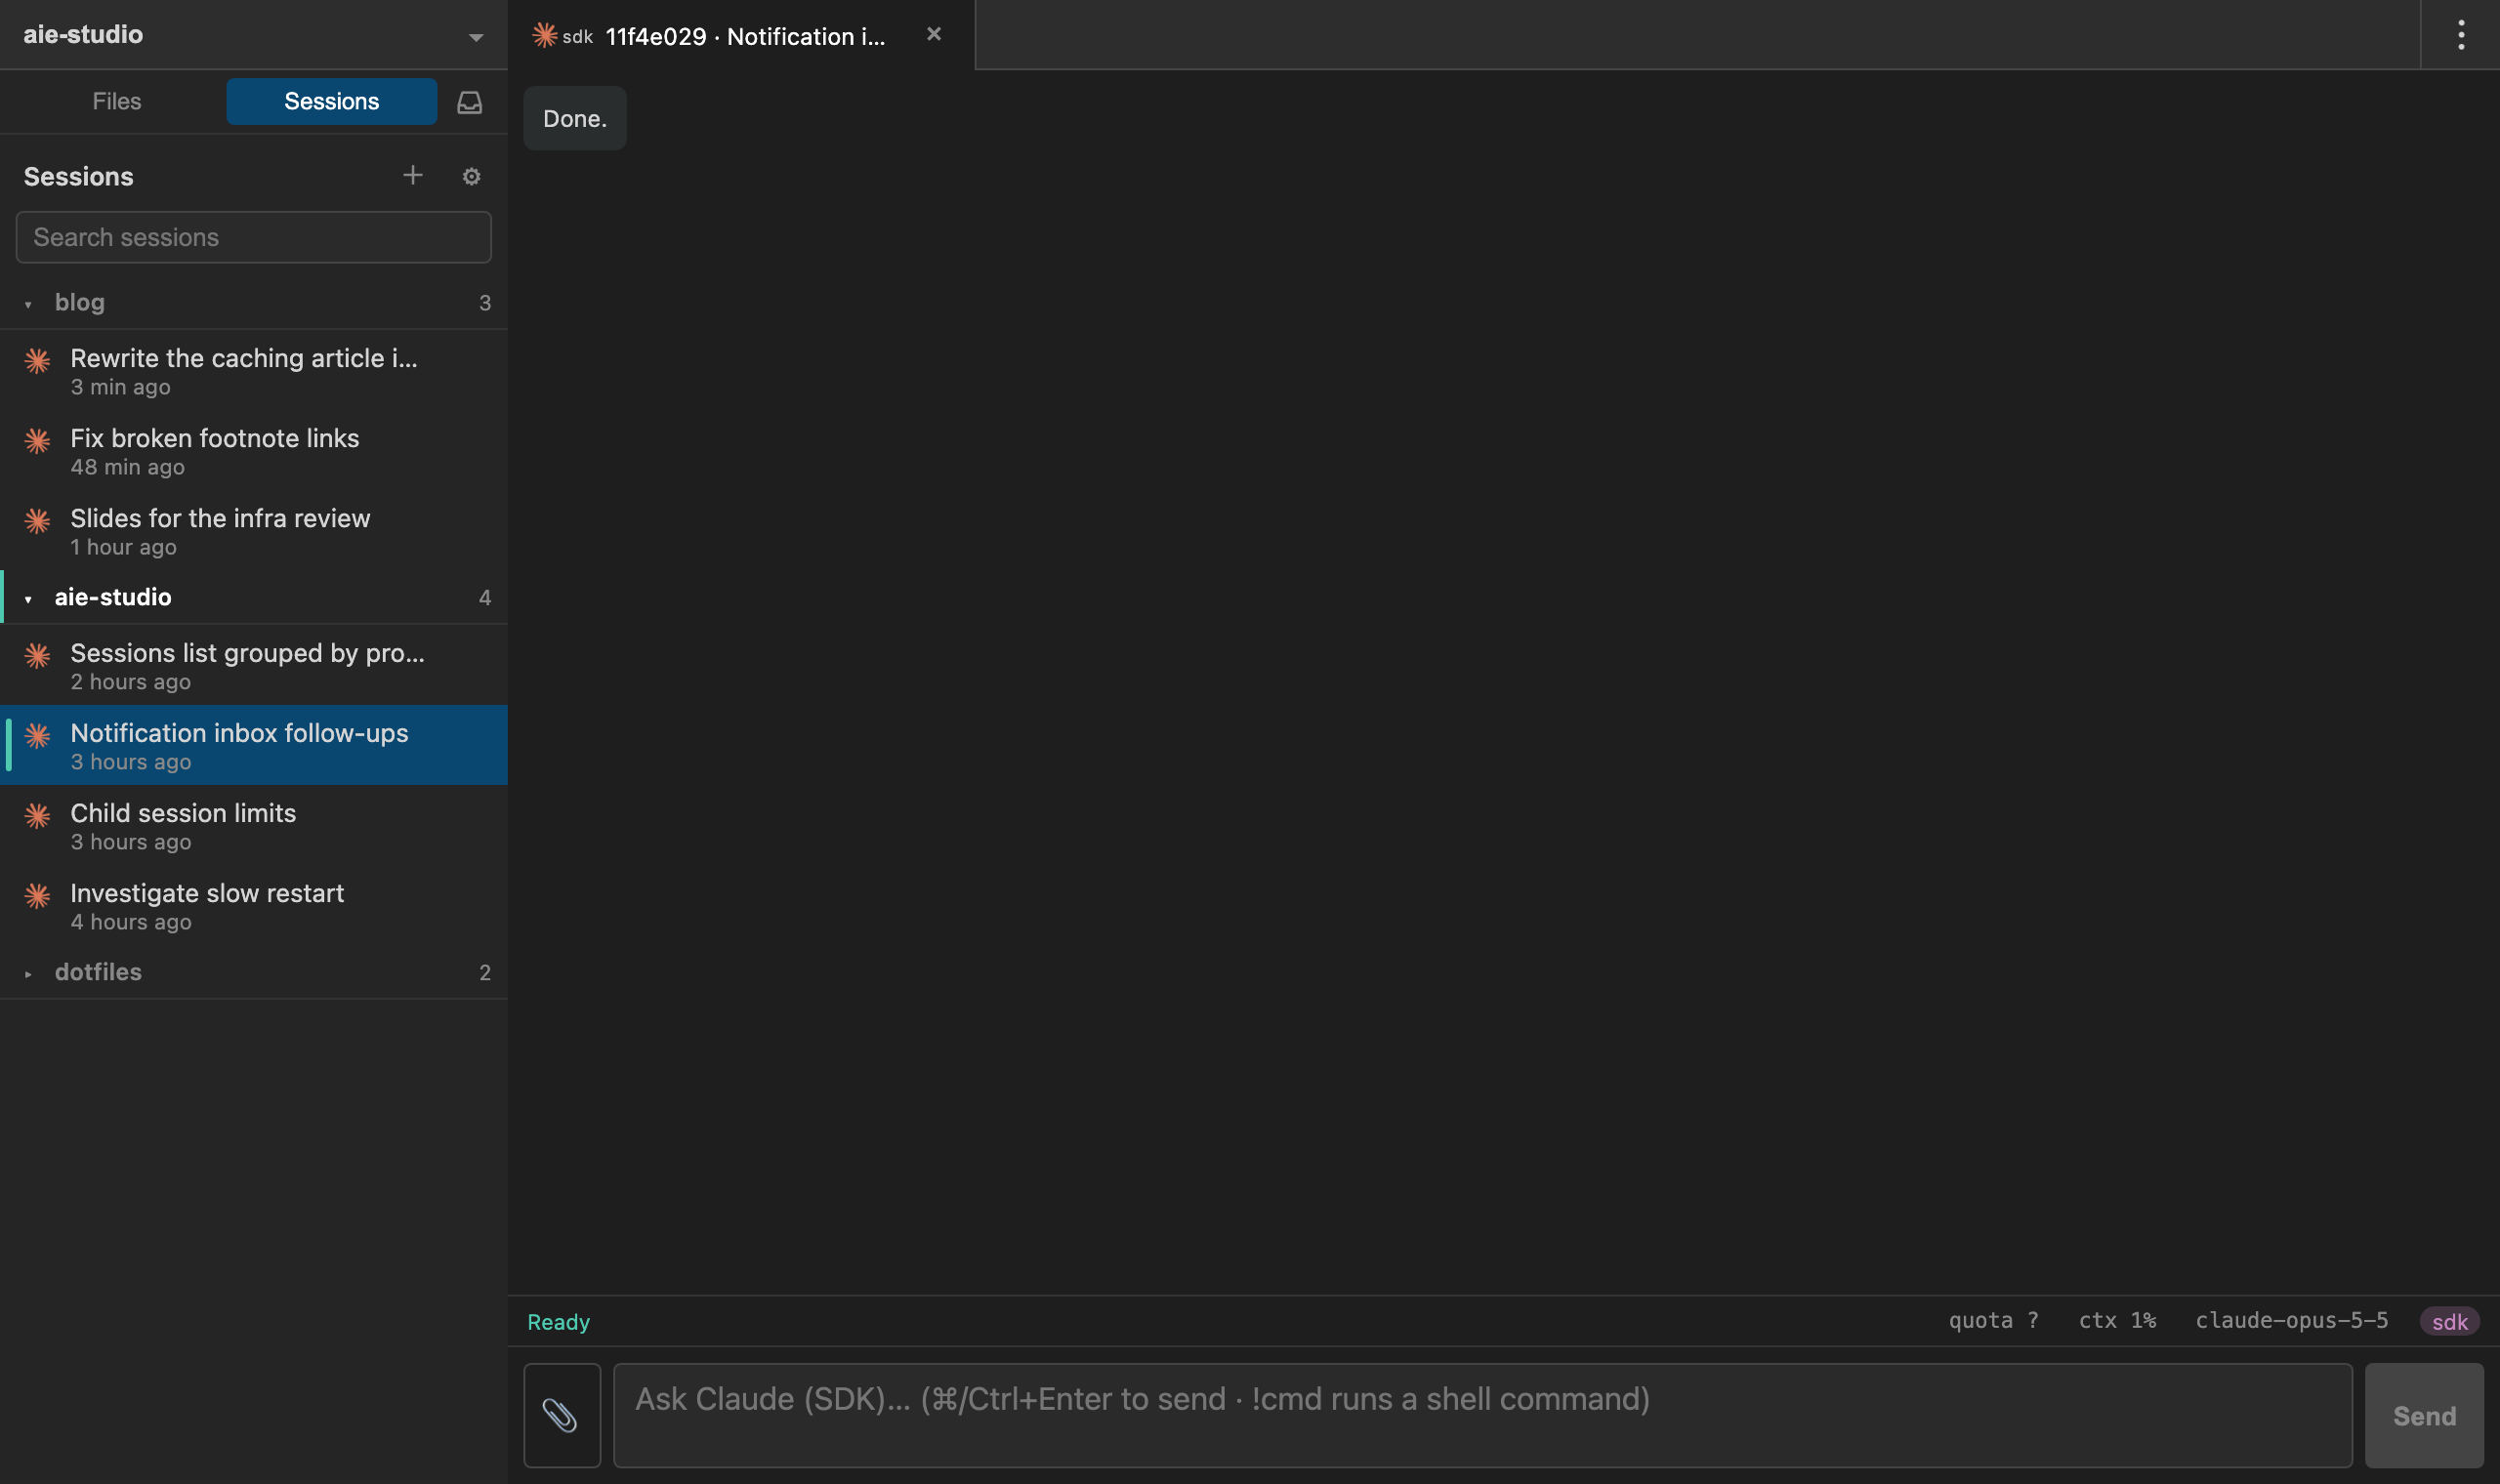 aie-studio
sdk 11f4e029 · Notification i...
Files
Sessions
Done.
Sessions
Search sessions
blog 3
Rewrite the caching article i...
3 min ago
Fix broken footnote links
48 min ago
Slides for the infra review
1 hour ago
aie-studio 4
Sessions list grouped by pro...
2 hours ago
Notification inbox follow-ups
3 hours ago
Child session limits
3 hours ago
Investigate slow restart
4 hours ago
dotfiles 2
Ready
quota ? ctx 1% claude-opus-5-5 sdk
Ask Claude (SDK)... (⌘/Ctrl+Enter to send · !cmd runs a shell command)
Send